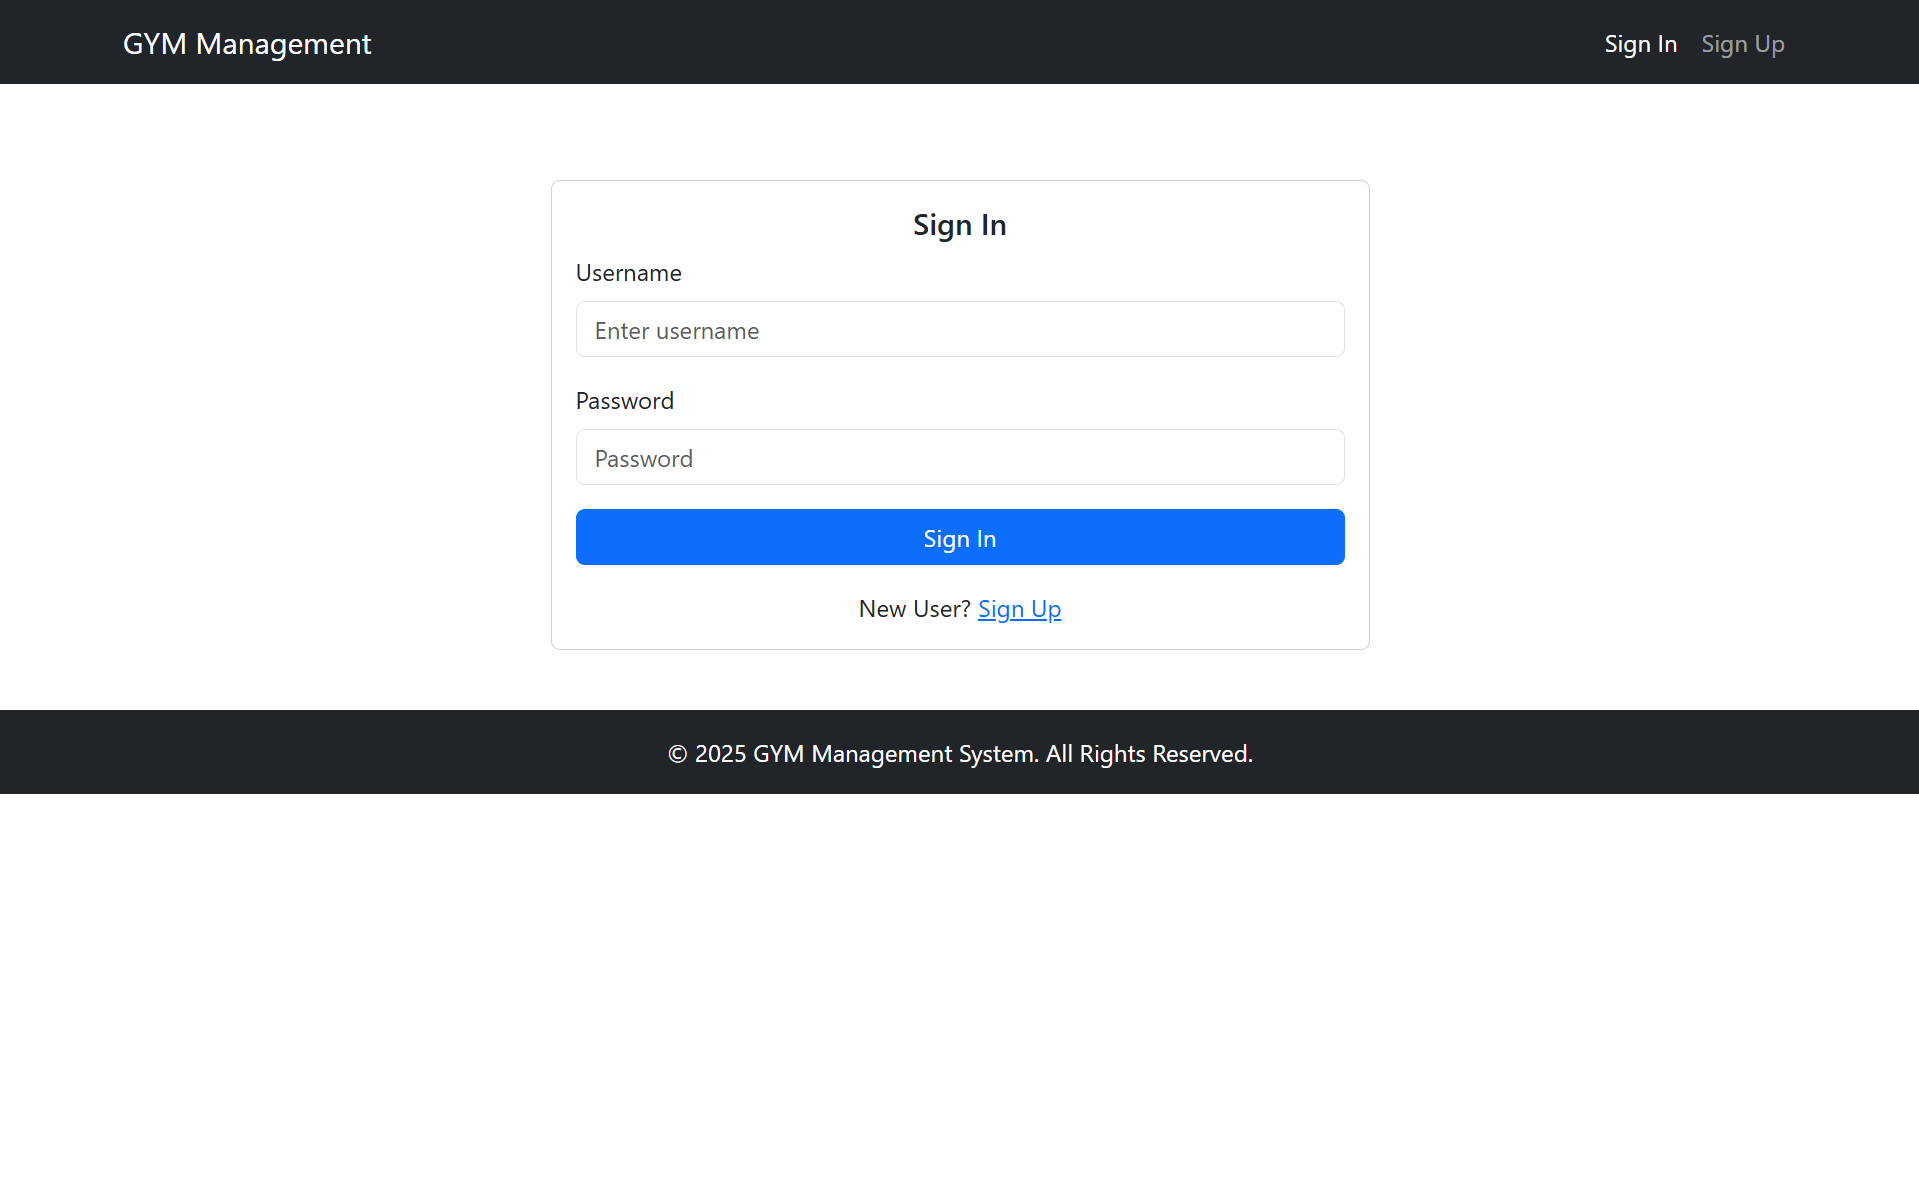 GYM Management
Sign In
Sign Up
Sign In
Username
Enter username
Password
Password
Sign In
New User? Sign Up
© 2025 GYM Management System. All Rights Reserved.